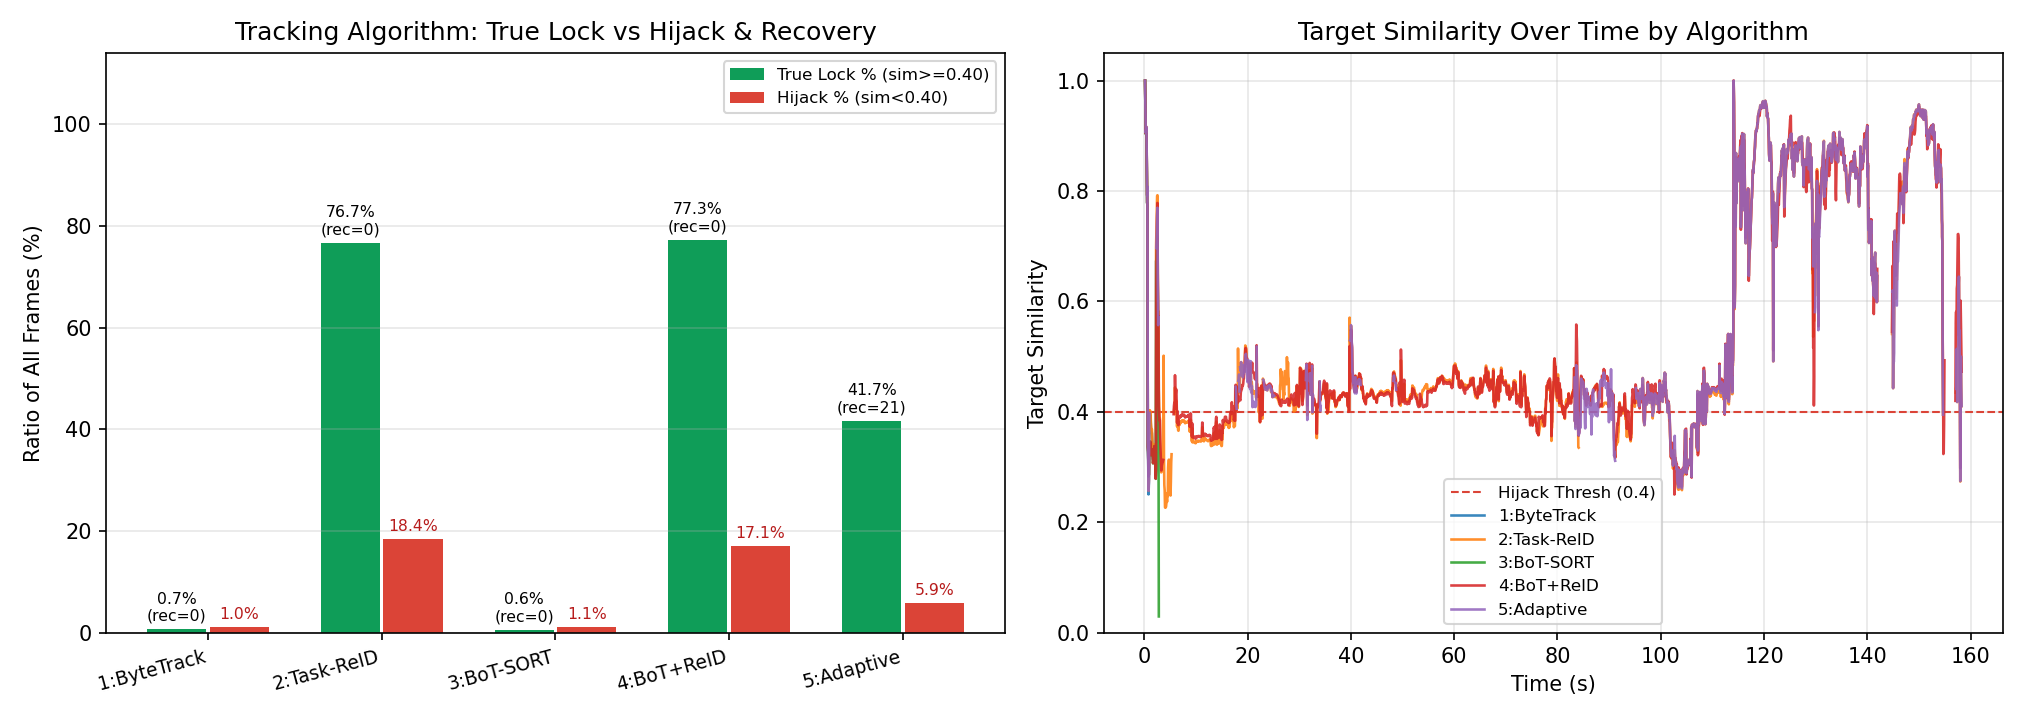 Tracking Algorithm: True Lock vs Hijack & Recovery
Ratio of All Frames (%)
100
80
60
40
20
0
True Lock % (sim>=0.40)
Hijack % (sim<0.40)
0.7%
(rec=0)
1.0%
76.7%
(rec=0)
18.4%
0.6%
(rec=0)
1.1%
77.3%
(rec=0)
17.1%
41.7%
(rec=21)
5.9%
1:ByteTrack
2:Task-ReID
3:BoT-SORT
4:BoT+ReID
5:Adaptive
Target Similarity Over Time by Algorithm
Target Similarity
1.0
0.8
0.6
0.4
0.2
0.0
Hijack Thresh (0.4)
1:ByteTrack
2:Task-ReID
3:BoT-SORT
4:BoT+ReID
5:Adaptive
0
20
40
60
80
100
120
140
160
Time (s)